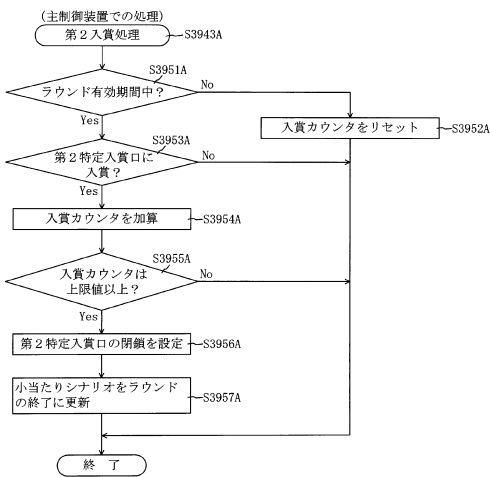 (主制御装置での処理)
第2入賞処理
S3943A
S3951A
ラウンド有効期間中?
No
Yes
入賞カウンタをリセット
S3952A
S3953A
第2特定入賞口に
入賞?
No
Yes
入賞カウンタを加算
S3954A
S3955A
入賞カウンタは
上限値以上?
No
Yes
第2特定入賞口の閉鎖を設定
S3956A
小当たりシナリオをラウンド
の終了に更新
S3957A
終 了